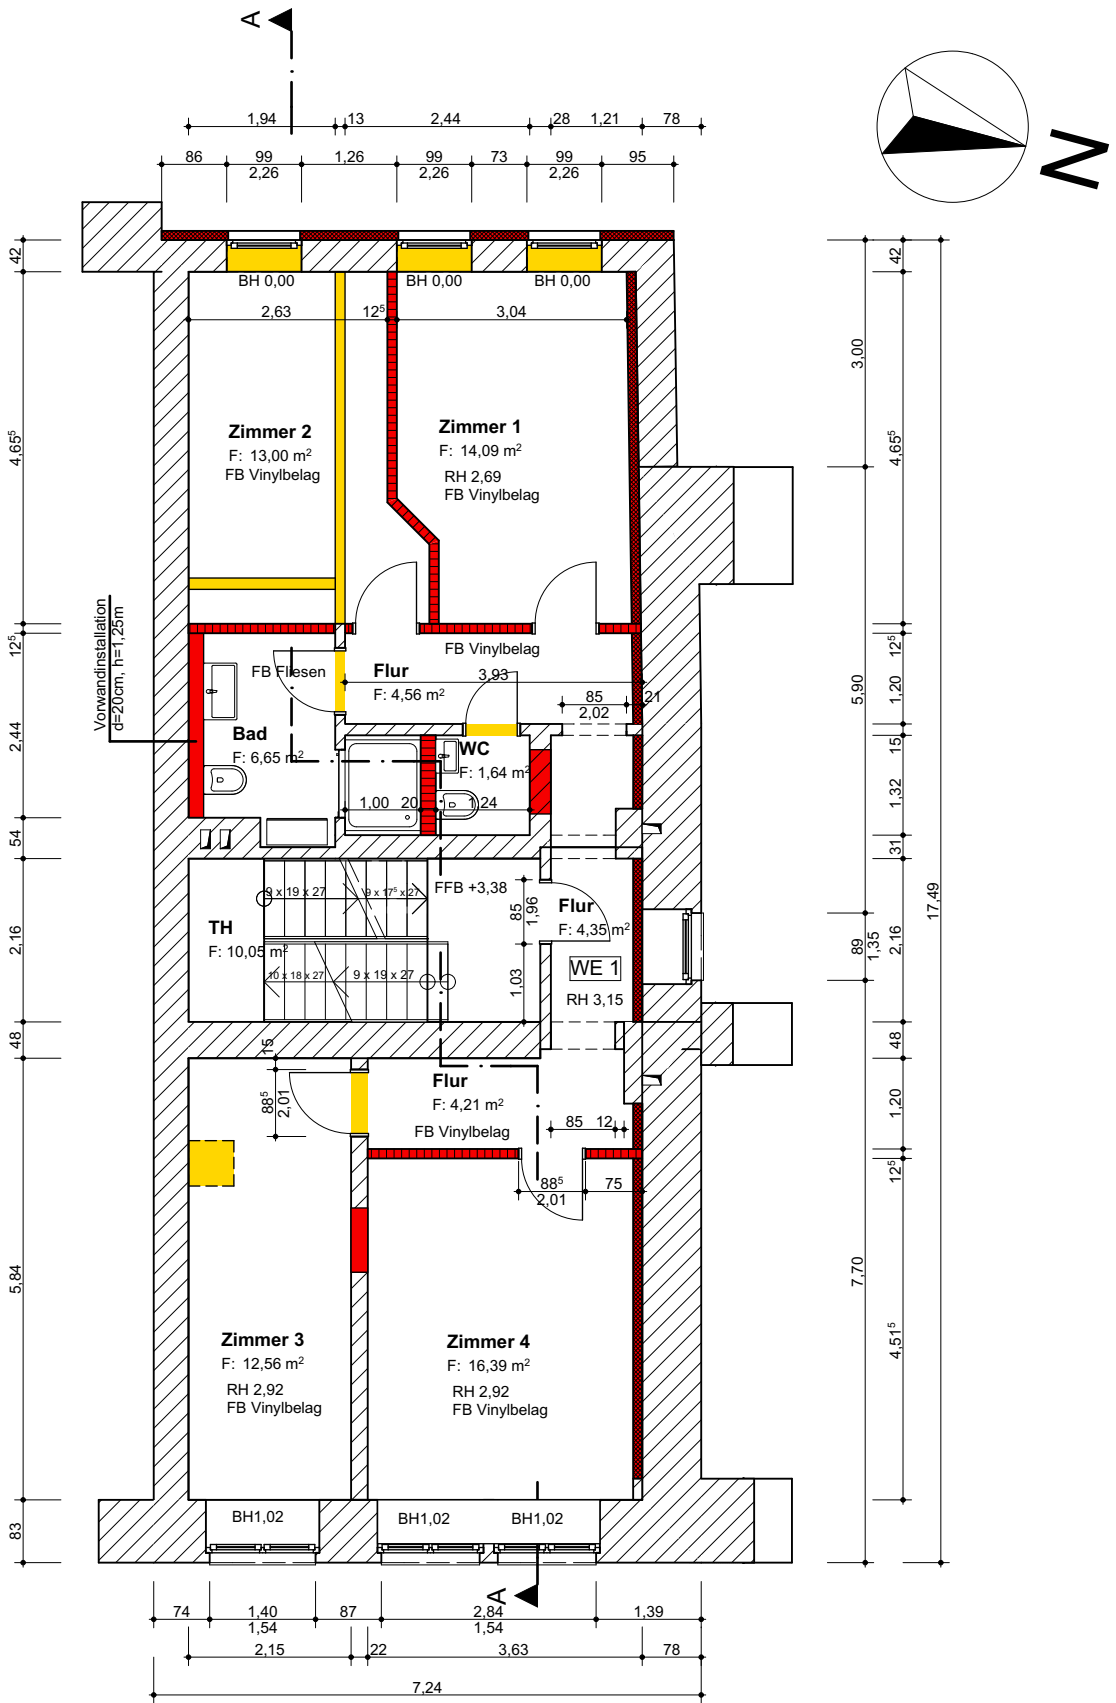 A
N
1,94
13
2,44
28
1,21
78
86
99
2,26
1,26
99
2,26
73
99
2,26
95
BH 0,00
BH 0,00
BH 0,00
2,63
12⁵
3,04
Zimmer 2
F: 13,00 m²
FB Vinylbelag
Zimmer 1
F: 14,09 m²
RH 2,69
FB Vinylbelag
42
4,65⁵
12⁵
2,44
54
2,16
48
5,84
83
Vorwandinstallation
d=20cm, h=1,25m
FB Fliesen
Bad
F: 6,65 m²
Flur
F: 4,56 m²
FB Vinylbelag
3,93
85
2,02
21
WC
F: 1,64 m²
1,00
20
1,24
9 x 19 x 27
9 x 17⁵ x 27
FFB +3,38
TH
F: 10,05 m²
10 x 18 x 27
9 x 19 x 27
85
1,96
1,03
Flur
F: 4,35 m²
WE 1
RH 3,15
15
88⁵
2,01
Flur
F: 4,21 m²
FB Vinylbelag
85
12
88⁵
2,01
75
Zimmer 3
F: 12,56 m²
RH 2,92
FB Vinylbelag
Zimmer 4
F: 16,39 m²
RH 2,92
FB Vinylbelag
BH1,02
BH1,02
BH1,02
3,00
5,90
89
1,35
7,70
42
4,65⁵
12⁵
1,20
15
1,32
31
2,16
48
1,20
12⁵
4,51⁵
17,49
A
74
1,40
1,54
87
2,84
1,54
1,39
2,15
22
3,63
78
7,24